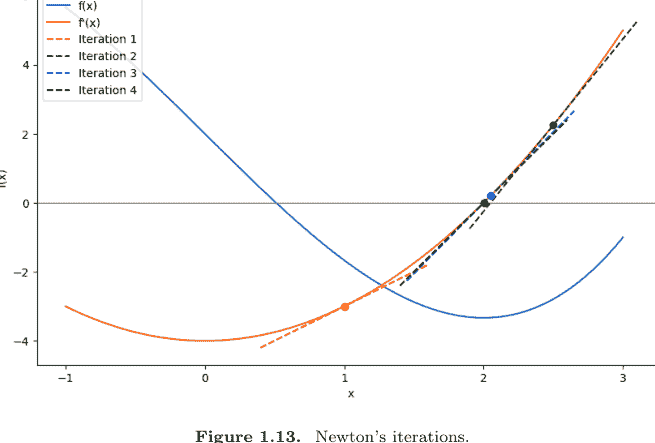 f(x)
f'(x)
Iteration 1
Iteration 2
Iteration 3
Iteration 4
4
2
0
−2
−4
f(x)
−1
0
1
2
3
x
Figure 1.13. Newton's iterations.